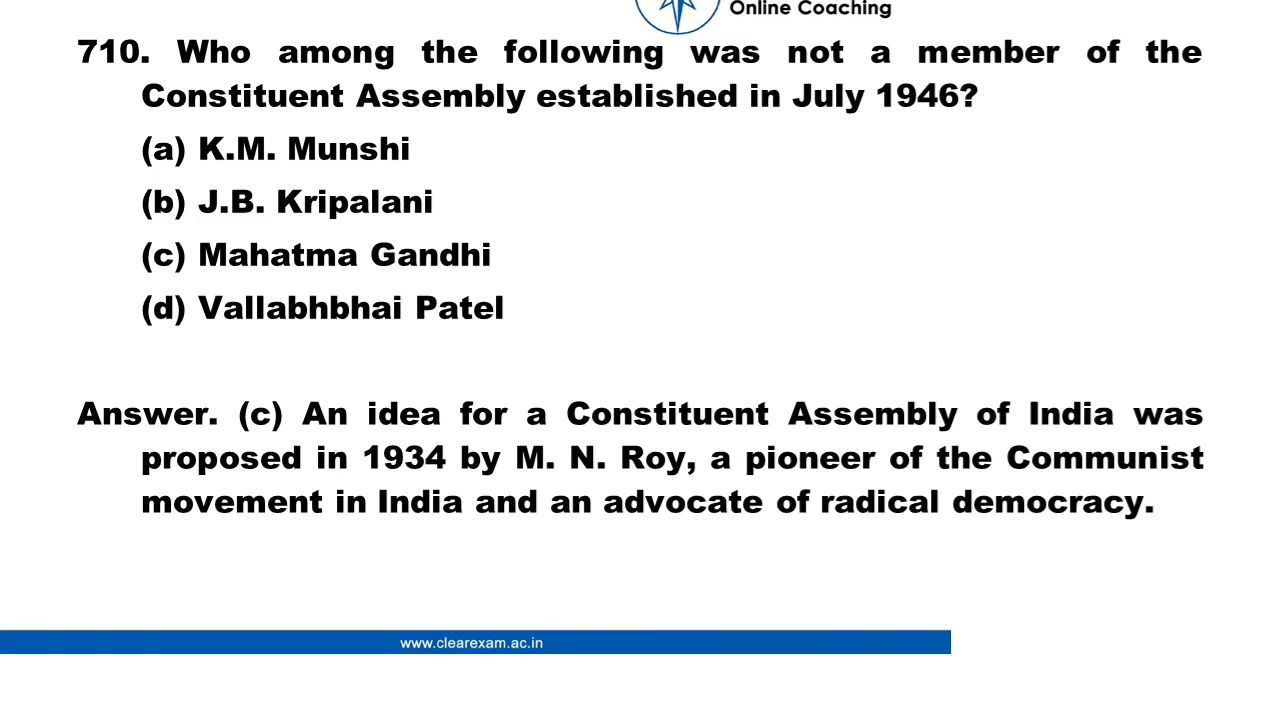 Online Coaching
710. Who among the following was not a member of the
Constituent Assembly established in July 1946?
(a) K.M. Munshi
(b) J.B. Kripalani
(c) Mahatma Gandhi
(d) Vallabhbhai Patel
Answer. (c) An idea for a Constituent Assembly of India was
proposed in 1934 by M. N. Roy, a pioneer of the Communist
movement in India and an advocate of radical democracy.
www.clearexam.ac.in